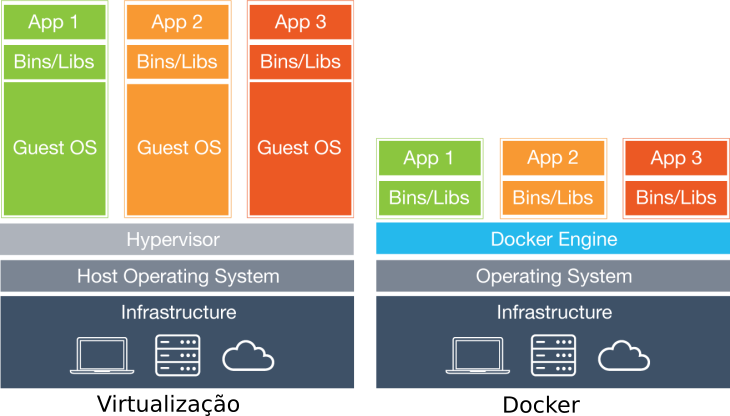 App 1
App 2
App 3
Bins/Libs
Bins/Libs
Bins/Libs
Guest OS
Guest OS
Guest OS
Hypervisor
Host Operating System
Infrastructure
Virtualização
App 1
App 2
App 3
Bins/Libs
Bins/Libs
Bins/Libs
Docker Engine
Operating System
Infrastructure
Docker